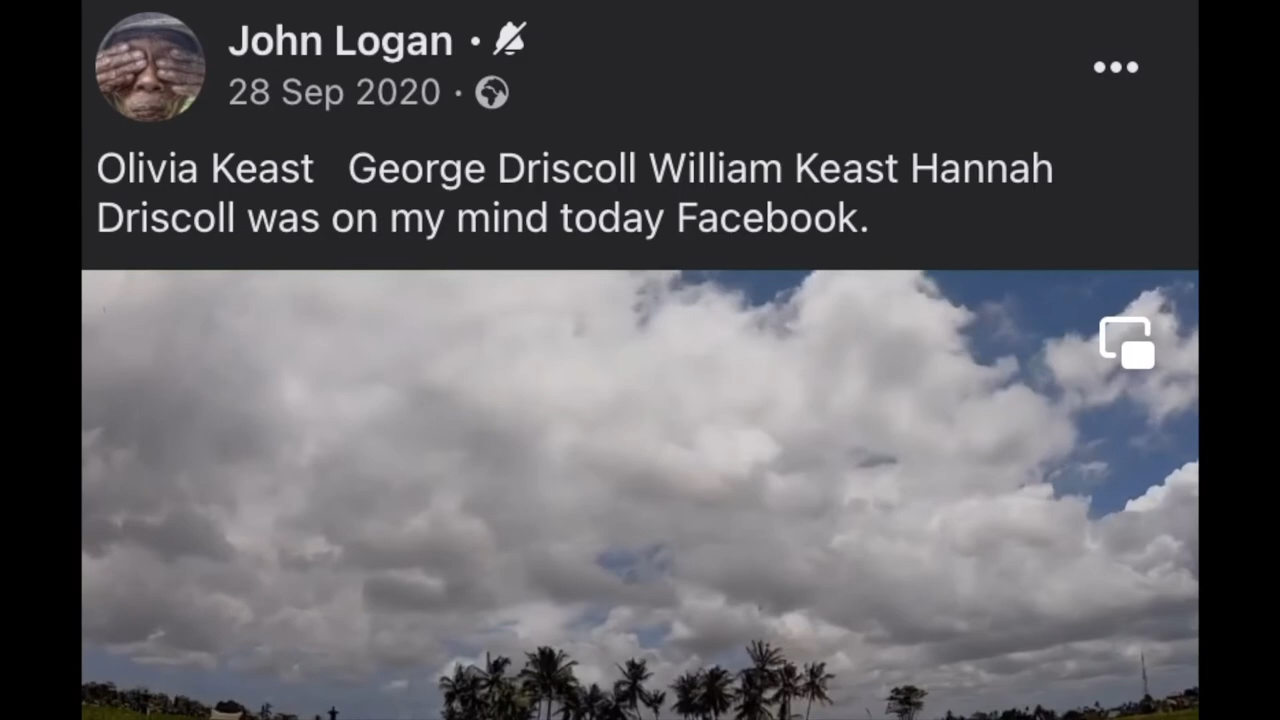 John Logan ·
28 Sep 2020 ·
Olivia Keast George Driscoll William Keast Hannah
Driscoll was on my mind today Facebook.